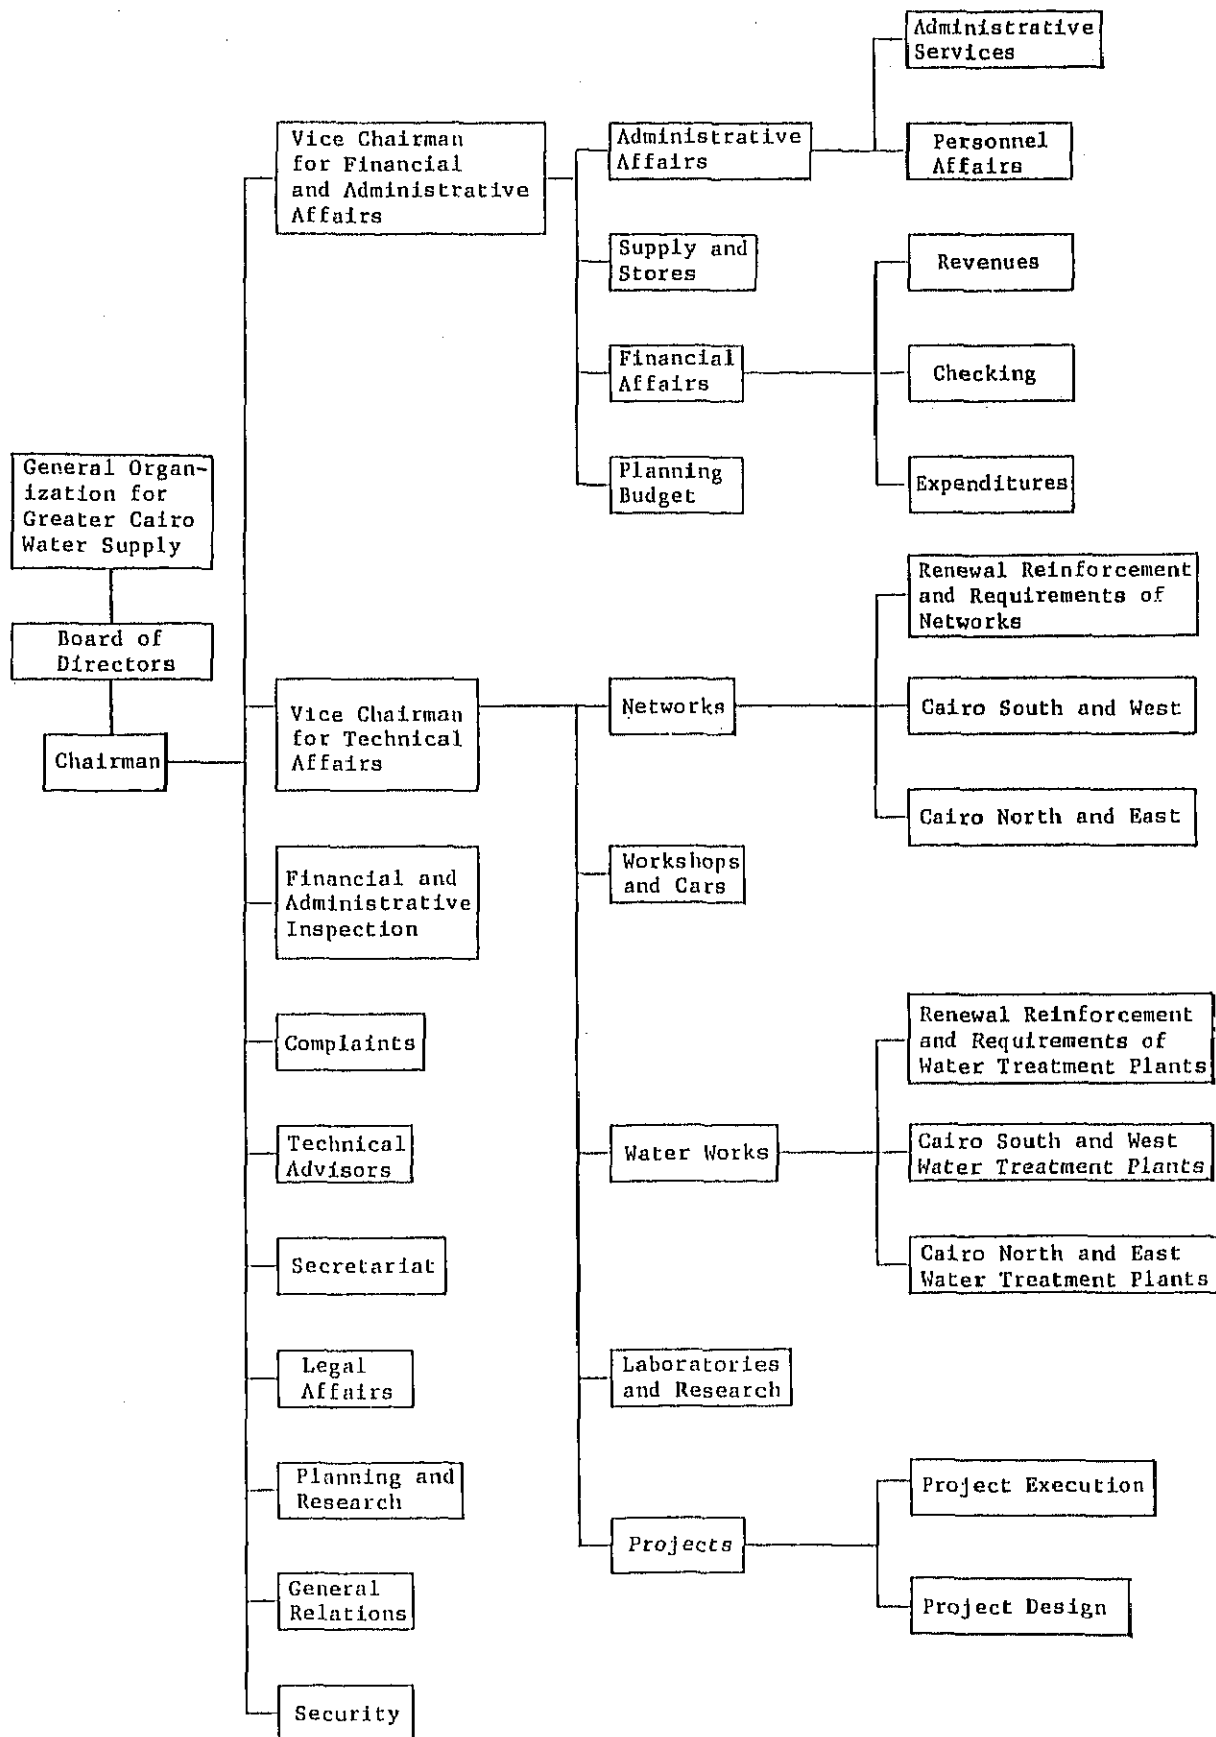 Administrative
Services
Vice Chairman
for Financial
and Administrative
Affairs
Administrative
Affairs
Personnel
Affairs
Supply and
Stores
Revenues
Financial
Affairs
Checking
Planning
Budget
Expenditures
General Organ-
ization for
Greater Cairo
Water Supply
Board of
Directors
Chairman
Renewal Reinforcement
and Requirements of
Networks
Vice Chairman
for Technical
Affairs
Networks
Cairo South and West
Cairo North and East
Workshops
and Cars
Financial and
Administrative
Inspection
Complaints
Renewal Reinforcement
and Requirements of
Water Treatment Plants
Technical
Advisors
Water Works
Cairo South and West
Water Treatment Plants
Secretariat
Cairo North and East
Water Treatment Plants
Legal
Affairs
Laboratories
and Research
Planning and
Research
Project Execution
Projects
General
Relations
Project Design
Security